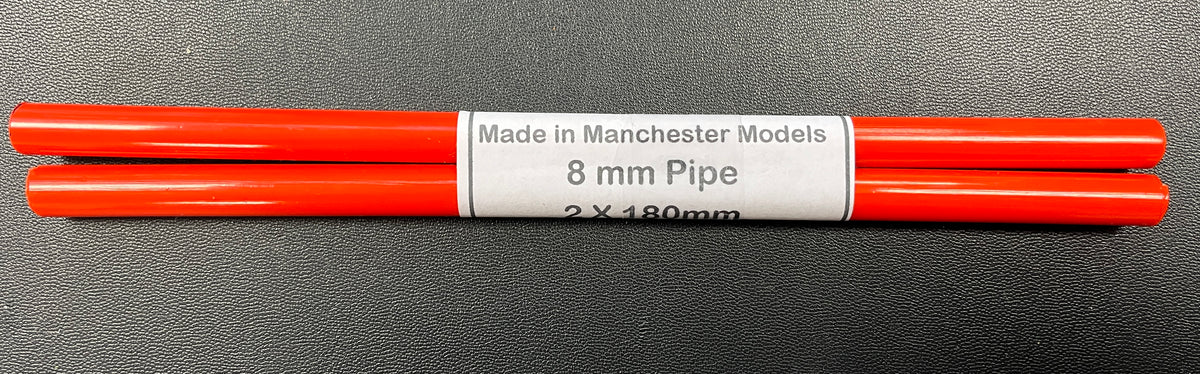 Made in Manchester Models
8 mm Pipe
2 X 180mm